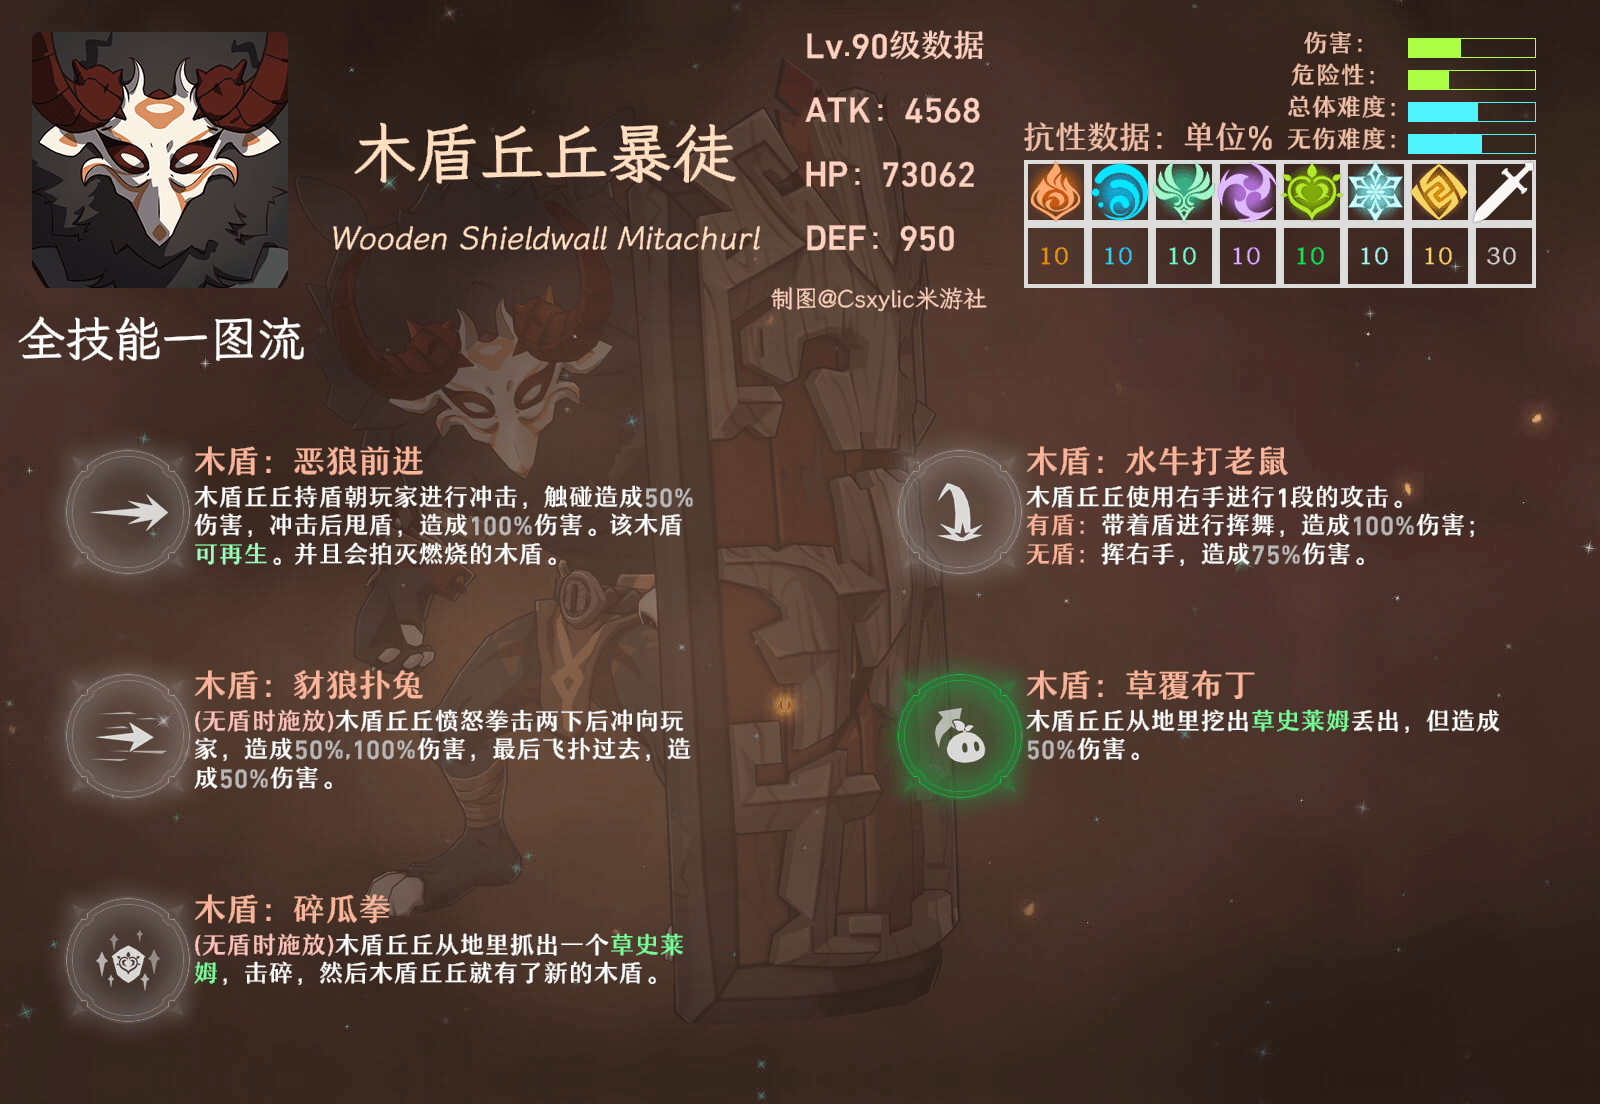 木盾丘丘暴徒
Wooden Shieldwall Mitachurl
全技能一图流
Lv.90级数据
ATK：4568
HP：73062
DEF：950
制图@Csxylic米游社
伤害：
危险性：
总体难度：
无伤难度：
抗性数据：单位%
10 10 10 10 10 10 10 30
木盾：恶狼前进
木盾丘丘持盾朝玩家进行冲击，触碰造成50%
伤害，冲击后甩盾，造成100%伤害。该木盾
可再生。并且会拍灭燃烧的木盾。
木盾：豺狼扑兔
(无盾时施放)木盾丘丘愤怒拳击两下后冲向玩
家，造成50%,100%伤害，最后飞扑过去，造
成50%伤害。
木盾：碎瓜拳
(无盾时施放)木盾丘丘从地里抓出一个草史莱
姆，击碎，然后木盾丘丘就有了新的木盾。
木盾：水牛打老鼠
木盾丘丘使用右手进行1段的攻击。
有盾：带着盾进行挥舞，造成100%伤害；
无盾：挥右手，造成75%伤害。
木盾：草覆布丁
木盾丘丘从地里挖出草史莱姆丢出，但造成
50%伤害。